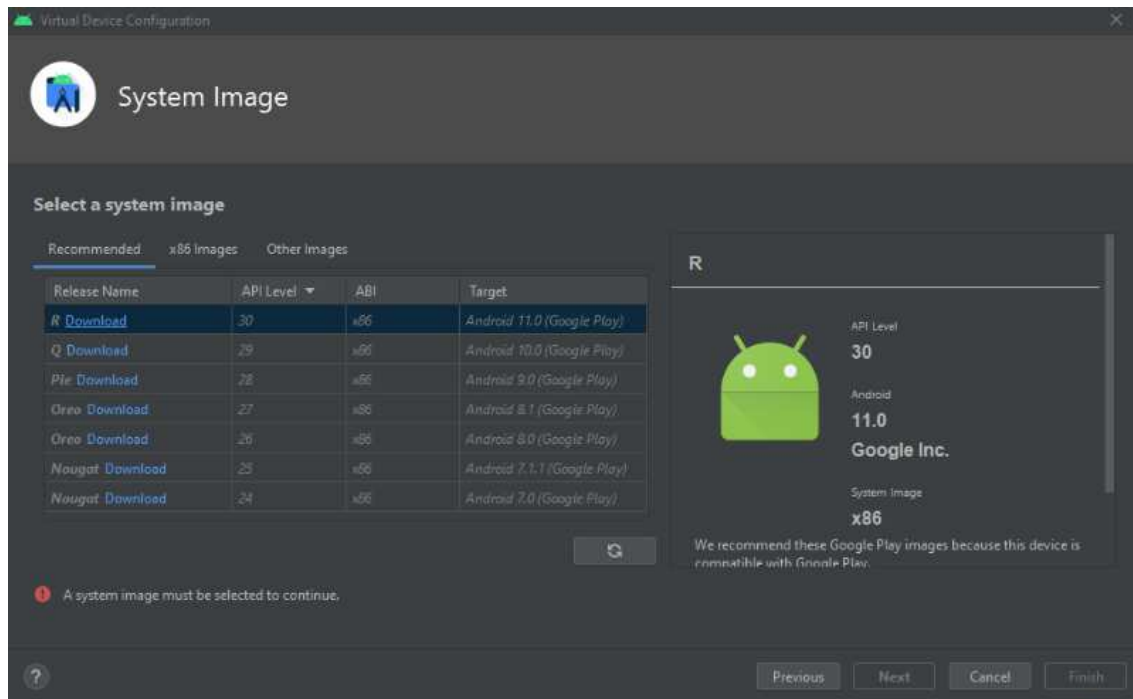 Virtual Device Configuration
System Image
Select a system image
Recommended x86 Images Other Images
Release Name API Level ABI Target
R Download 30 x86 Android 11.0 (Google Play)
Q Download 29 x86 Android 10.0 (Google Play)
Pie Download 28 x86 Android 9.0 (Google Play)
Oreo Download 27 x86 Android 8.1 (Google Play)
Oreo Download 26 x86 Android 8.0 (Google Play)
Nougat Download 25 x86 Android 7.1.1 (Google Play)
Nougat Download 24 x86 Android 7.0 (Google Play)
R
API Level
30
Android
11.0
Google Inc.
System Image
x86
We recommend these Google Play images because this device is
compatible with Google Play.
A system image must be selected to continue.
? Previous Next Cancel Finish